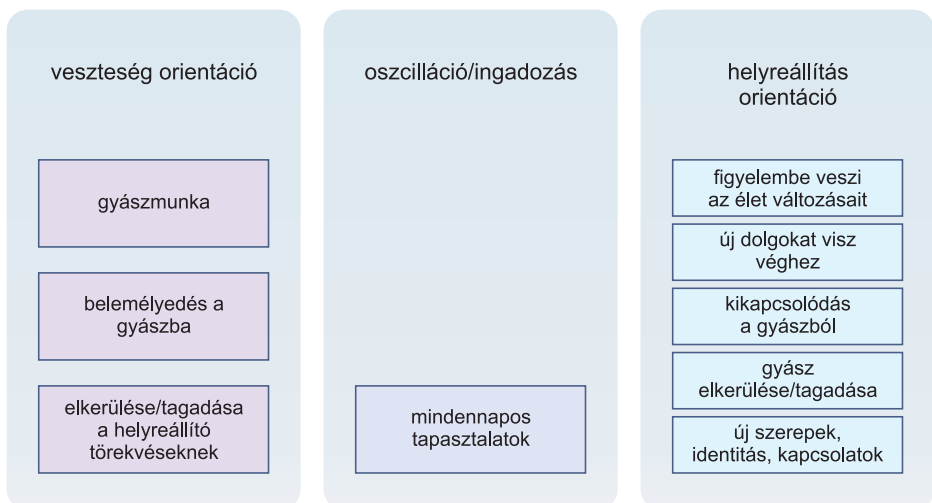 veszteség orientáció
gyászmunka
belemélyedés a
gyászba
elkerülése/tagadása
a helyreállító
törekvéseknek
oszcilláció/ingadozás
mindennapos
tapasztalatok
helyreállítás
orientáció
figyelembe veszi
az élet változásait
új dolgokat visz
véghez
kikapcsolódás
a gyászból
gyász
elkerülése/tagadása
új szerepek,
identitás, kapcsolatok